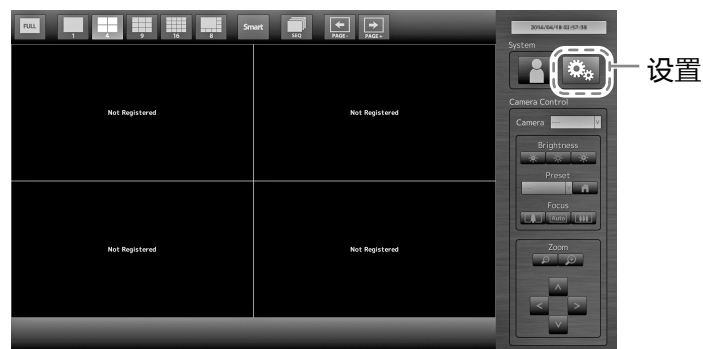 FULL
1
4
9
16
8
Smart
SEQ
PAGE-
PAGE+
2014/04/18 02:57:38
System
设置
Camera Control
Camera ---
Brightness
Preset
Focus
Auto
Zoom
Not Registered
Not Registered
Not Registered
Not Registered